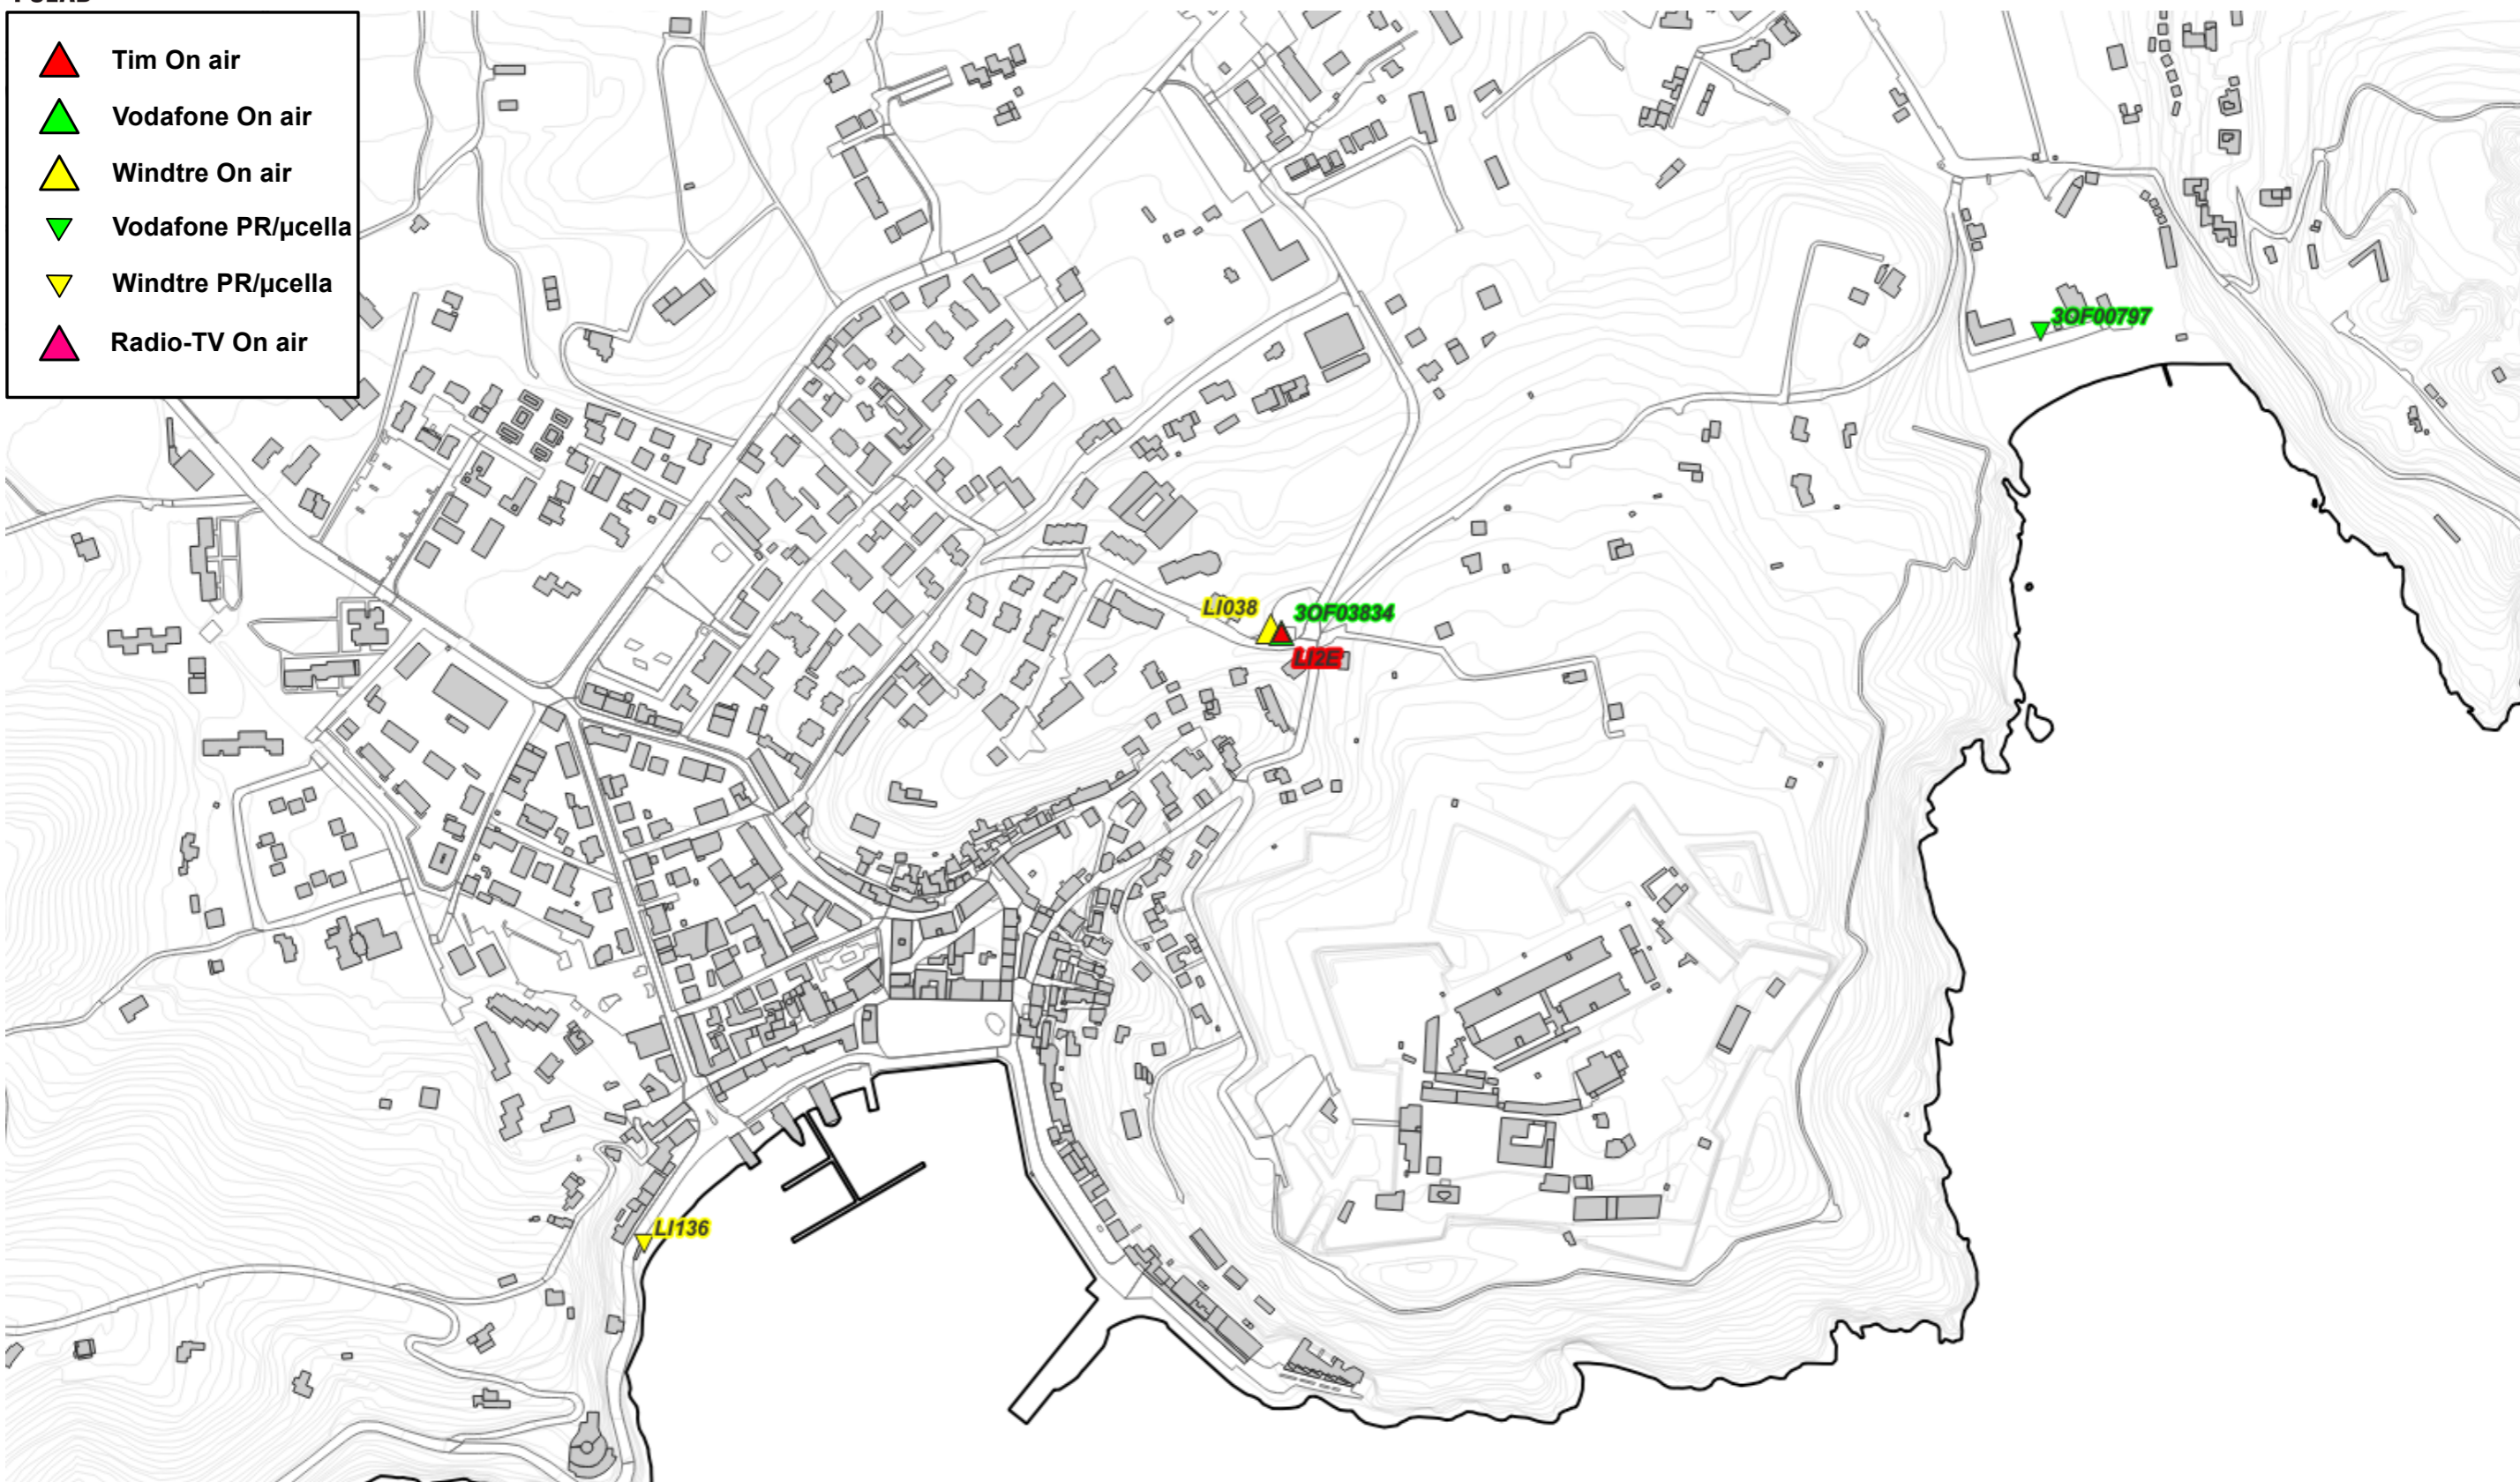 Tim On air
Vodafone On air
Windtre On air
Vodafone PR/µcella
Windtre PR/µcella
Radio-TV On air
3OF00797
LI038
3OF03834
LI2E
LI136